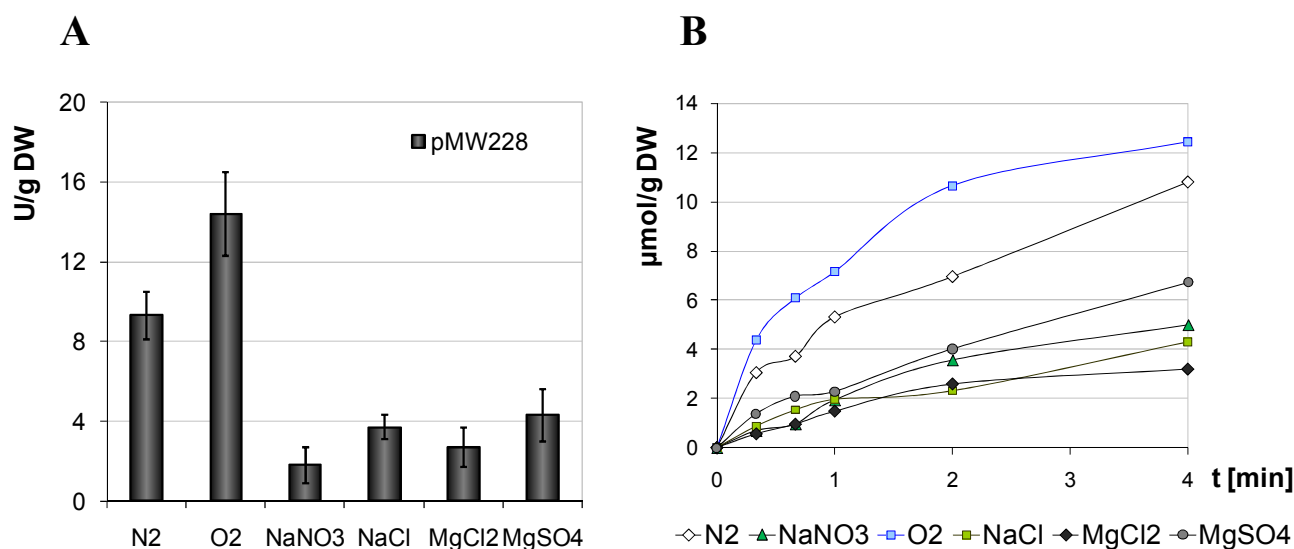 A
U/g DW
20
16
12
8
4
0
pMW228
N2 O2 NaNO3 NaCl MgCl2 MgSO4
B
µmol/g DW
14
12
10
8
6
4
2
0
0 1 2 3 4 t [min]
N2 NaNO3 O2 NaCl MgCl2 MgSO4